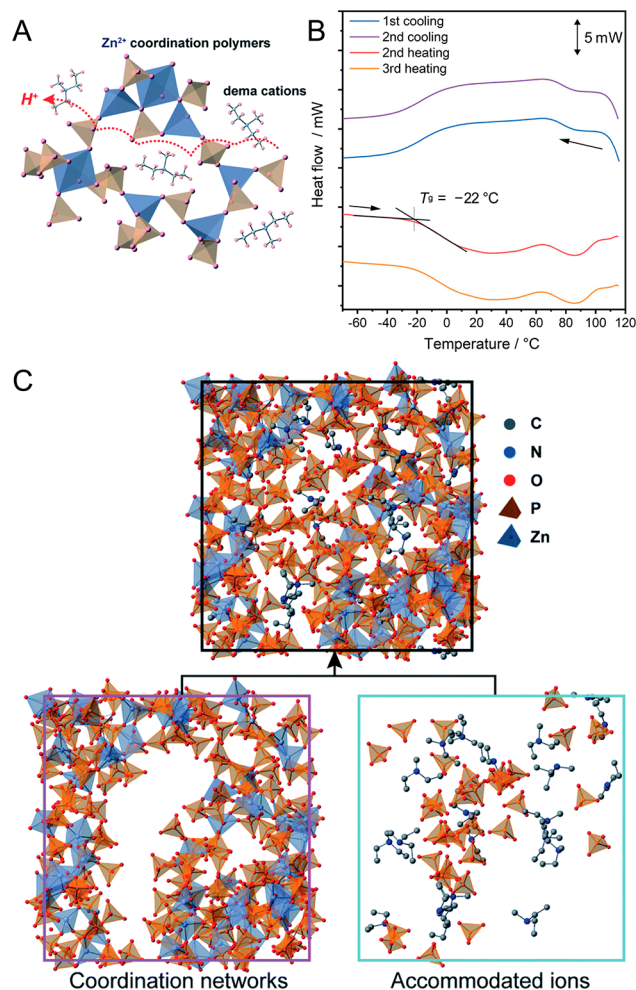 A
Zn2+ coordination polymers
dema cations
H+
B
1st cooling
2nd cooling
2nd heating
3rd heating
5 mW
Heat flow / mW
Tg = −22 °C
-60 -40 -20 0 20 40 60 80 100 120
Temperature / °C
C
C
N
O
P
Zn
Coordination networks
Accommodated ions